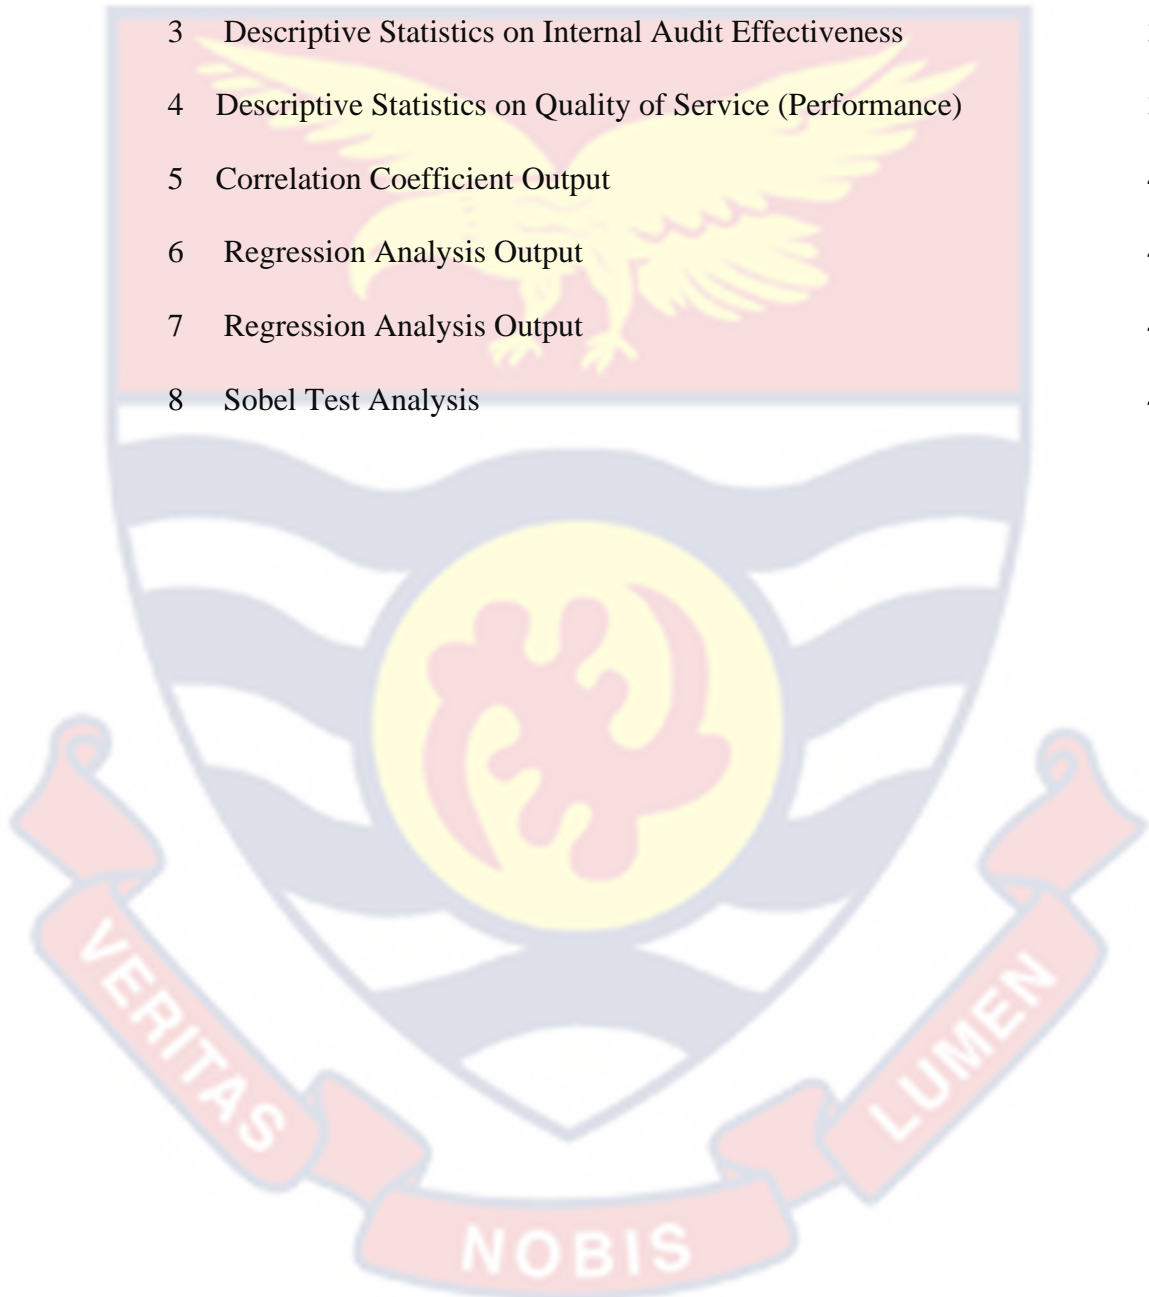 3 Descriptive Statistics on Internal Audit Effectiveness
4 Descriptive Statistics on Quality of Service (Performance)
5 Correlation Coefficient Output
6 Regression Analysis Output
7 Regression Analysis Output
8 Sobel Test Analysis
VERITAS
NOBIS
LUMEN